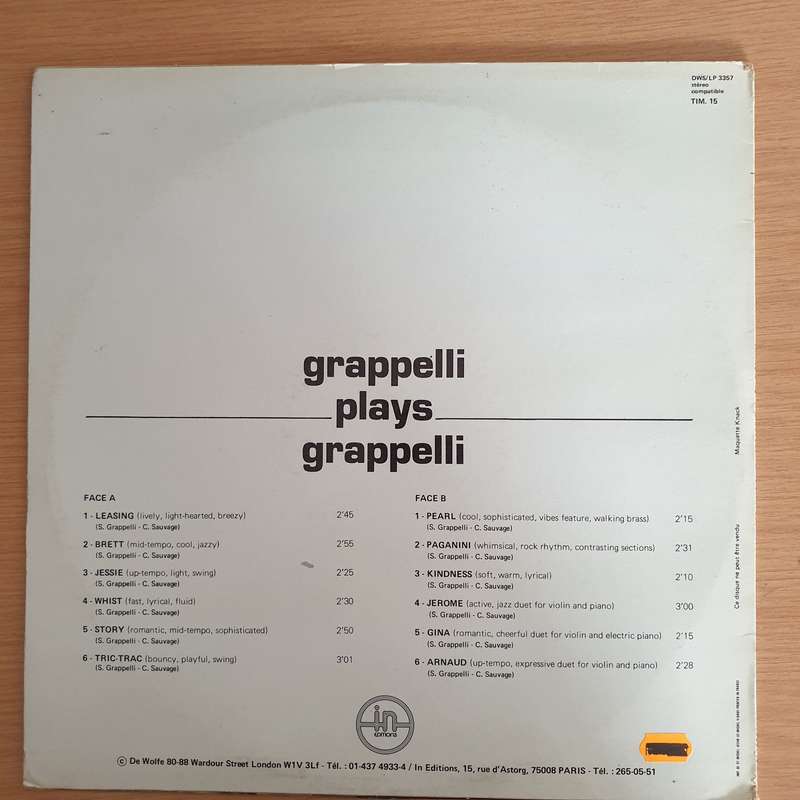 DWS/LP 3357
stéreo
compatible
TIM. 15
grappelli
plays
grappelli
FACE A
1 - LEASING (lively, light-hearted, breezy) 2'45
(S. Grappelli - C. Sauvage)
2 - BRETT (mid-tempo, cool, jazzy) 2'55
(S. Grappelli - C. Sauvage)
3 - JESSIE (up-tempo, light, swing) 2'25
(S. Grappelli - C. Sauvage)
4 - WHIST (fast, lyrical, fluid) 2'30
(S. Grappelli - C. Sauvage)
5 - STORY (romantic, mid-tempo, sophisticated) 2'50
(S. Grappelli - C. Sauvage)
6 - TRIC-TRAC (bouncy, playful, swing) 3'01
(S. Grappelli - C. Sauvage)
FACE B
1 - PEARL (cool, sophisticated, vibes feature, walking brass) 2'15
(S. Grappelli - C. Sauvage)
2 - PAGANINI (whimsical, rock rhythm, contrasting sections) 2'31
(S. Grappelli - C. Sauvage)
3 - KINDNESS (soft, warm, lyrical) 2'10
(S. Grappelli - C. Sauvage)
4 - JEROME (active, jazz duet for violin and piano) 3'00
(S. Grappelli - C. Sauvage)
5 - GINA (romantic, cheerful duet for violin and electric piano) 2'15
(S. Grappelli - C. Sauvage)
6 - ARNAUD (up-tempo, expressive duet for violin and piano) 2'28
(S. Grappelli - C. Sauvage)
in
EDITIONS
© De Wolfe 80-88 Wardour Street London W1V 3Lf - Tél. : 01-437 4933-4 / In Editions, 15, rue d'Astorg, 75008 PARIS - Tél. : 265-05-51
Maquette Knack
Ce disque ne peut être vendu